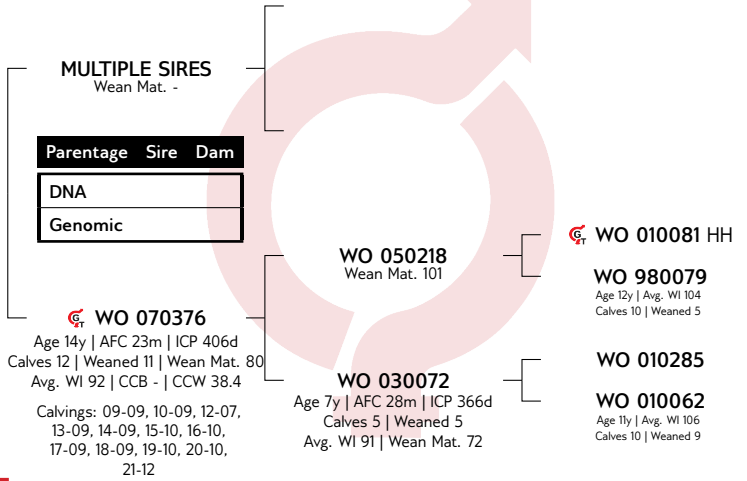 MULTIPLE SIRES
Wean Mat. -
Parentage Sire Dam
DNA
Genomic
GT WO 070376
Age 14y | AFC 23m | ICP 406d
Calves 12 | Weaned 11 | Wean Mat. 80
Avg. WI 92 | CCB - | CCW 38.4
Calvings: 09-09, 10-09, 12-07,
13-09, 14-09, 15-10, 16-10,
17-09, 18-09, 19-10, 20-10,
21-12
WO 050218
Wean Mat. 101
WO 030072
Age 7y | AFC 28m | ICP 366d
Calves 5 | Weaned 5
Avg. WI 91 | Wean Mat. 72
GT WO 010081 HH
WO 980079
Age 12y | Avg. WI 104
Calves 10 | Weaned 5
WO 010285
WO 010062
Age 11y | Avg. WI 106
Calves 10 | Weaned 9